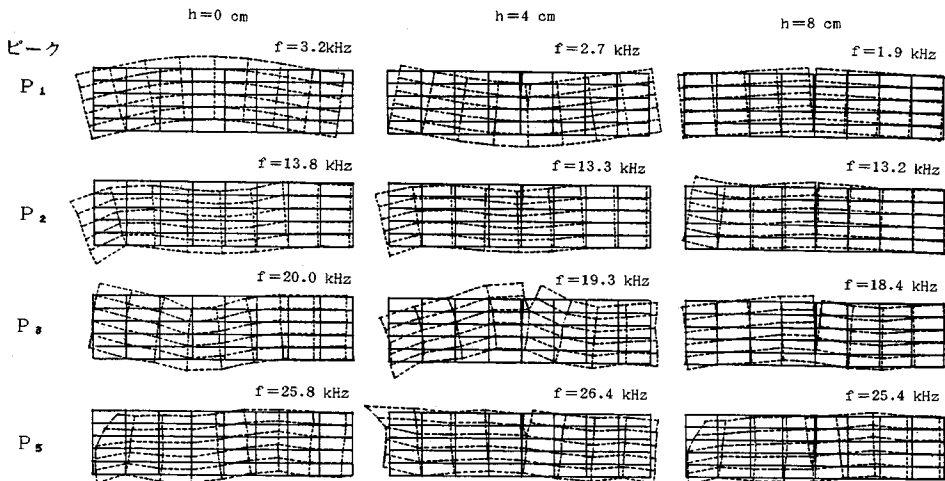 h=0 cm
h=4 cm
h=8 cm
ピーク
P₁
f=3.2kHz
f=2.7 kHz
f=1.9 kHz
P₂
f=13.8 kHz
f=13.3 kHz
f=13.2 kHz
P₃
f=20.0 kHz
f=19.3 kHz
f=18.4 kHz
P₅
f=25.8 kHz
f=26.4 kHz
f=25.4 kHz